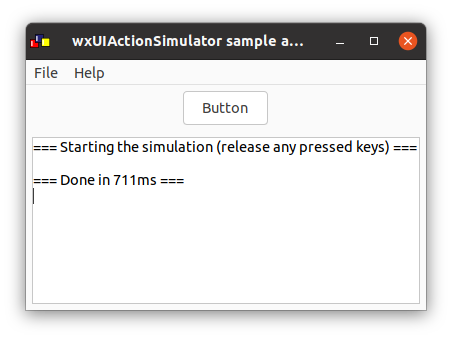 wxUIActionSimulator sample a...
File Help
Button
=== Starting the simulation (release any pressed keys) ===
=== Done in 711ms ===